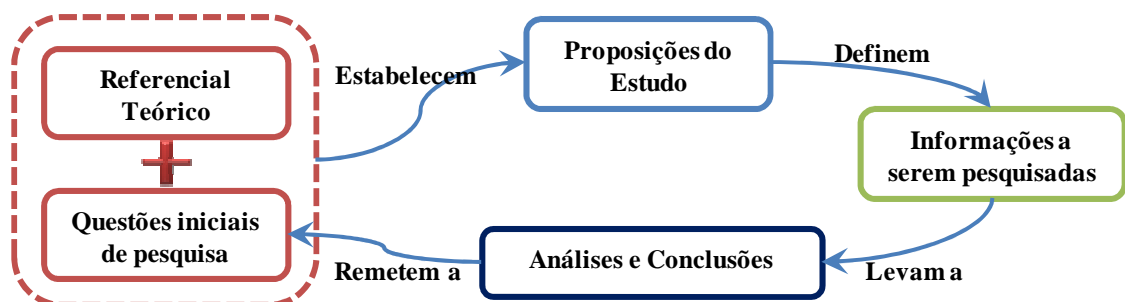 Referencial
Teórico
Questões iniciais
de pesquisa
Estabelecem
Proposições do
Estudo
Definem
Informações a
serem pesquisadas
Levam a
Análises e Conclusões
Remetem a